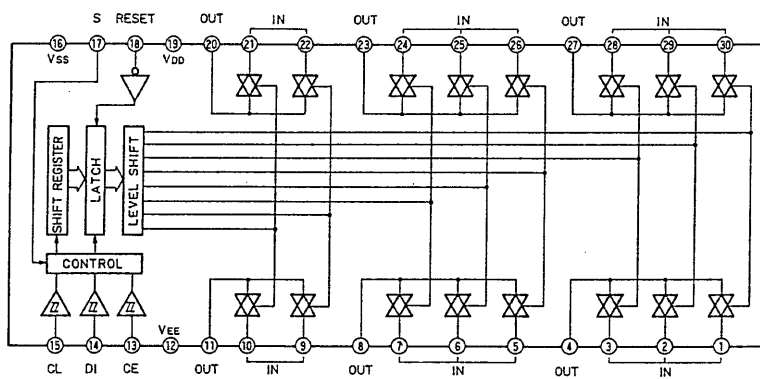 S RESET OUT IN OUT IN OUT IN
16 17 18 19 20 21 22 23 24 25 26 27 28 29 30
VSS VDD
SHIFT REGISTER
LATCH
LEVEL SHIFT
CONTROL
VEE
15 14 13 12 11 10 9 8 7 6 5 4 3 2 1
CL DI CE OUT IN OUT IN OUT IN